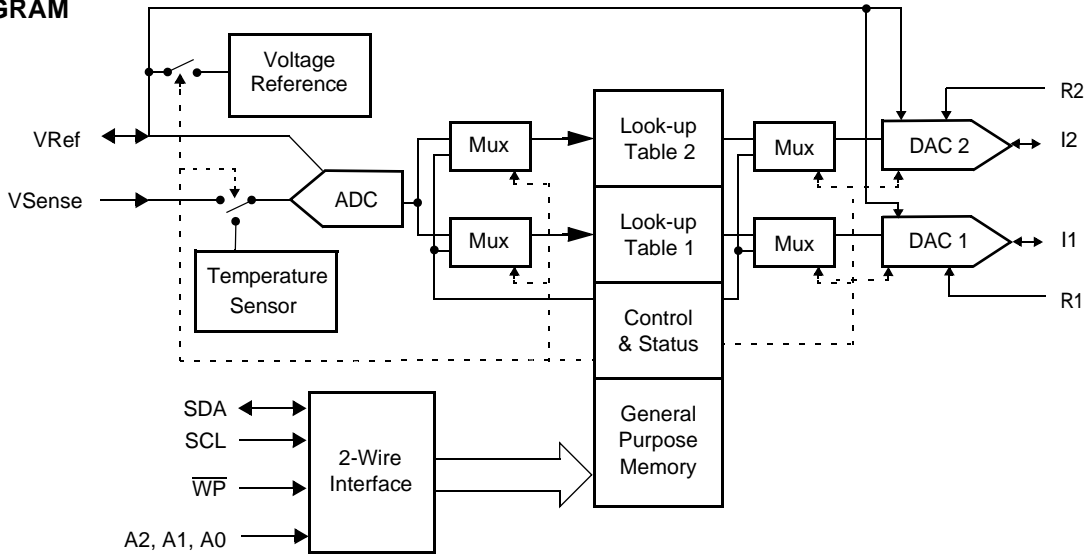 GRAM
Voltage
Reference
R2
VRef
Mux
Look-up
Table 2
Mux
DAC 2
I2
VSense
ADC
Mux
Look-up
Table 1
Mux
DAC 1
I1
Temperature
Sensor
R1
Control
& Status
SDA
SCL
WP
A2, A1, A0
2-Wire
Interface
General
Purpose
Memory